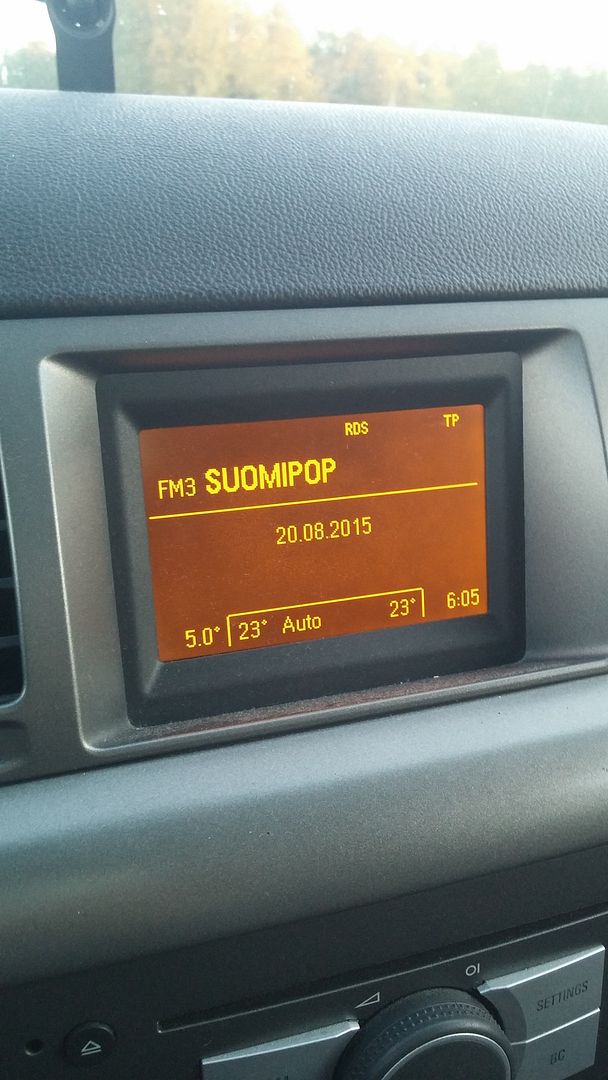 RDS TP
FM3 SUOMIPOP
20.08.2015
5.0° 23° Auto 23° 6:05
SETTINGS
BC